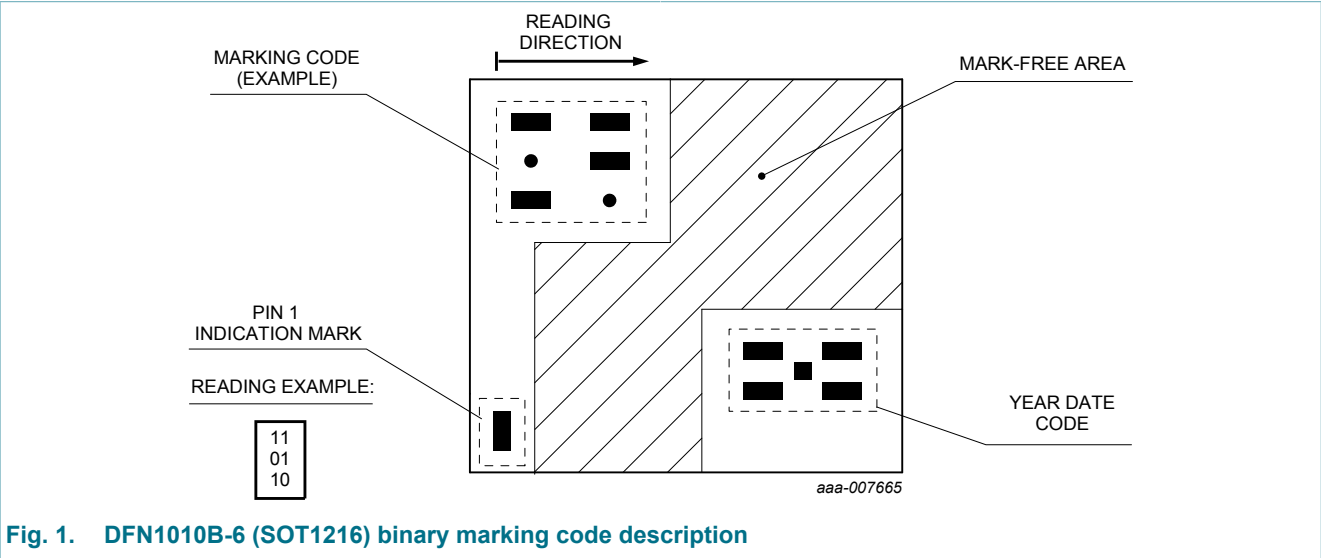 READING
DIRECTION
MARKING CODE
(EXAMPLE)
MARK-FREE AREA
PIN 1
INDICATION MARK
READING EXAMPLE:
11
01
10
YEAR DATE
CODE
aaa-007665
Fig. 1. DFN1010B-6 (SOT1216) binary marking code description